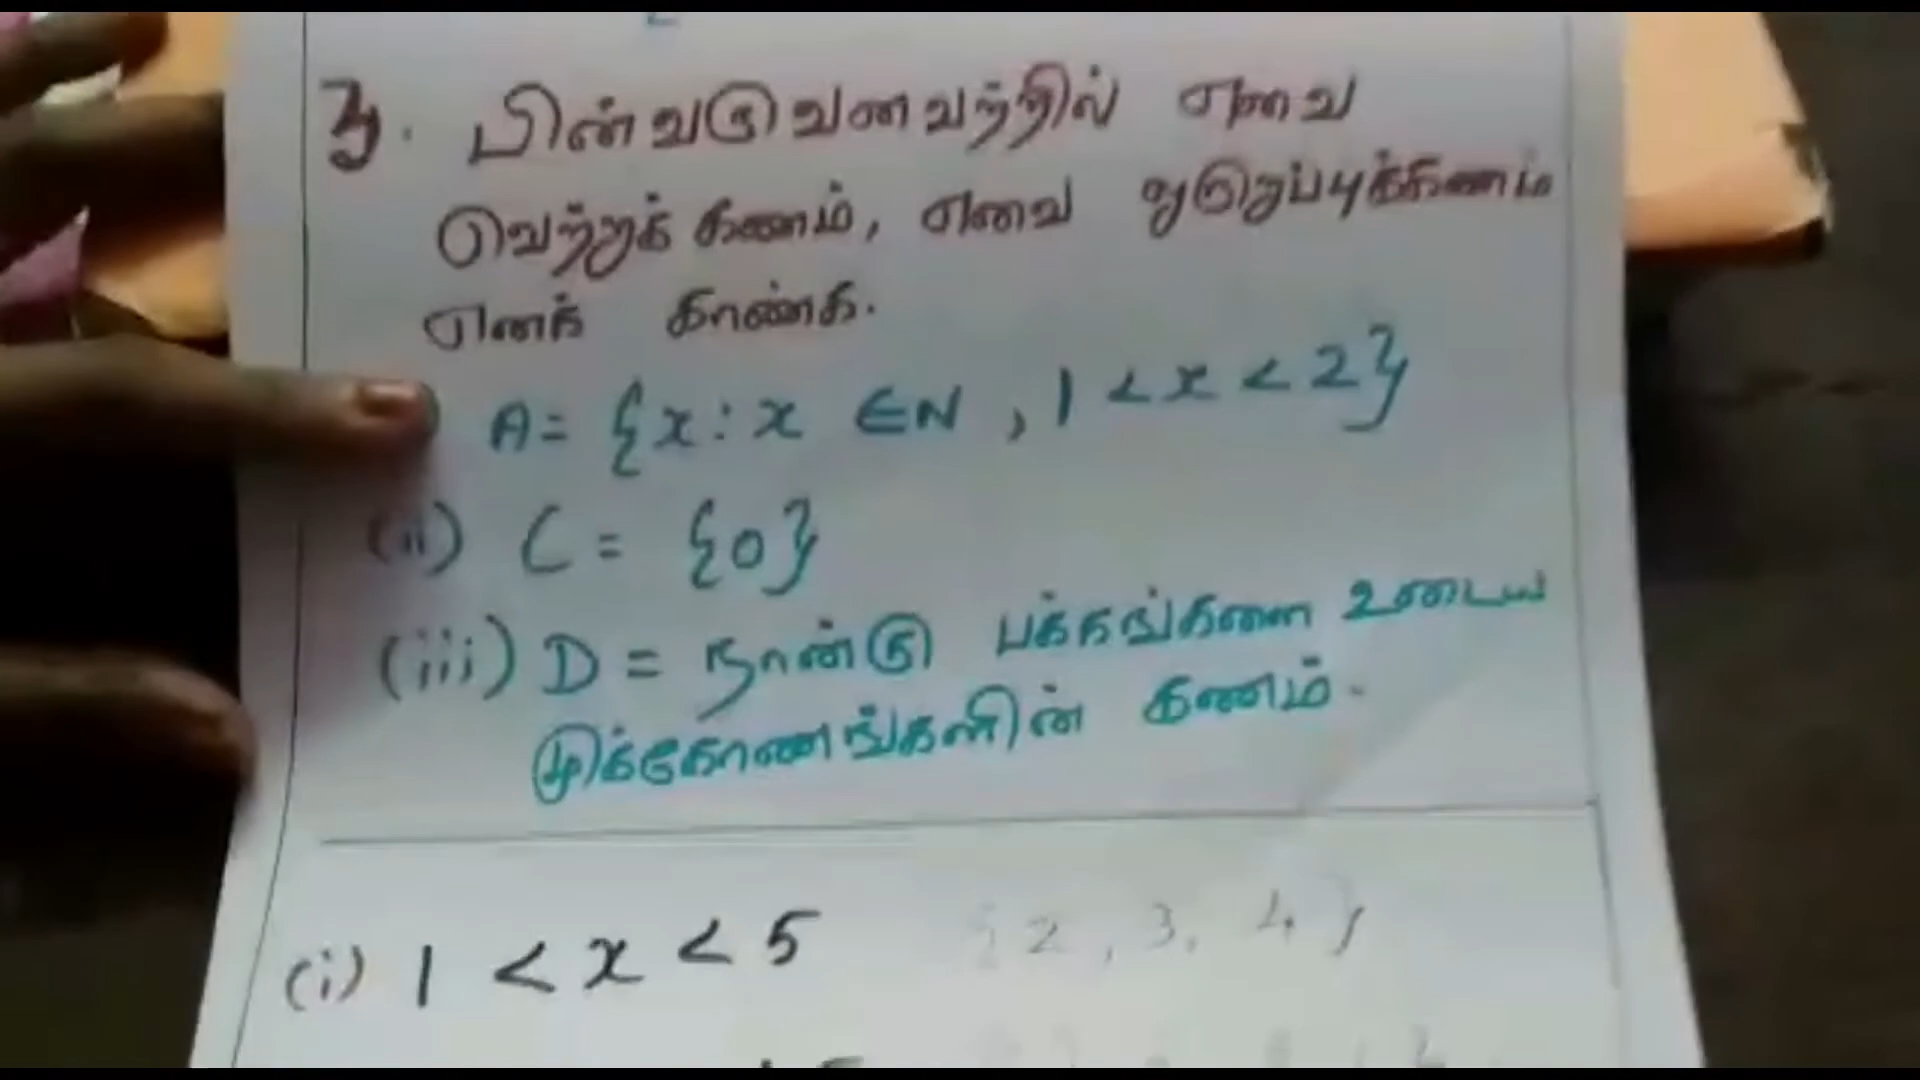 3. பின்வருவனவற்றில் எவை
வெற்றுக் கணம், எவை ஓருறுப்புக்கணம்
எனக் காண்க.
A = {x : x ∈ N , 1 < x < 2}
(ii) C = {0}
(iii) D = நான்கு பக்கங்களை உடைய
முக்கோணங்களின் கணம்.
(i) 1 < x < 5 {2, 3, 4}